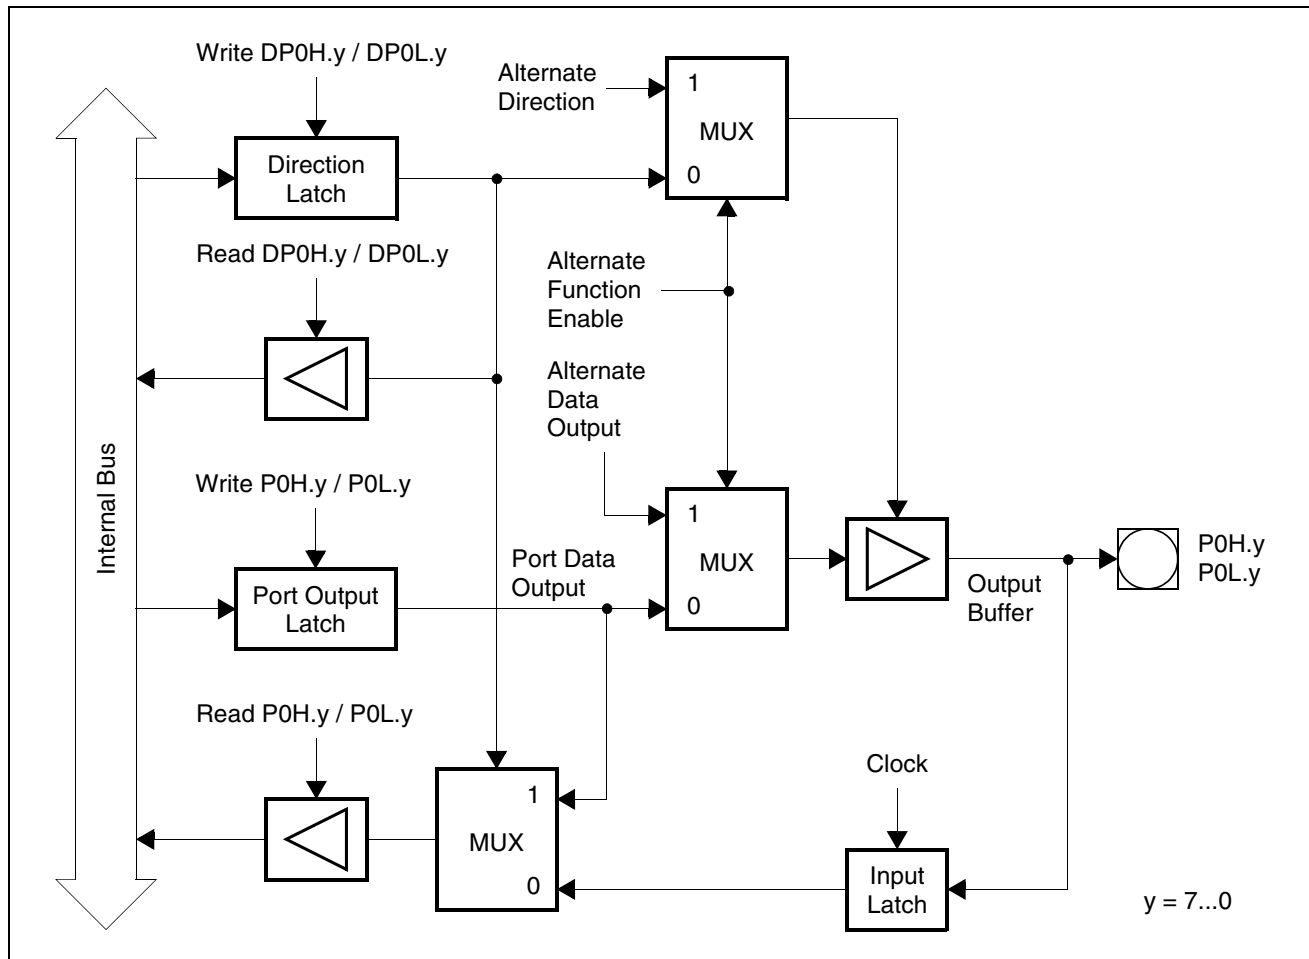 Write DP0H.y / DP0L.y
Alternate
Direction
1
MUX
0
Direction
Latch
Read DP0H.y / DP0L.y
Alternate
Function
Enable
Alternate
Data
Output
Internal Bus
Write P0H.y / P0L.y
Port Data
Output
1
MUX
0
Port Output
Latch
Output
Buffer
P0H.y
P0L.y
Read P0H.y / P0L.y
Clock
1
MUX
0
Input
Latch
y = 7...0